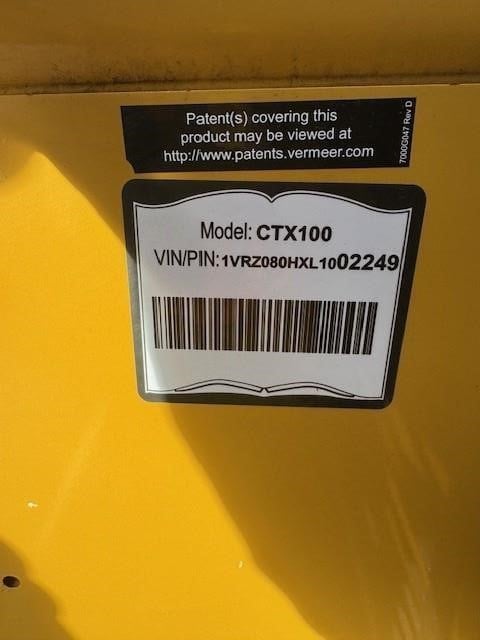 Patent(s) covering this
product may be viewed at
http://www.patents.vermeer.com
7000G047 Rev D
Model: CTX100
VIN/PIN:1VRZ080HXL1002249